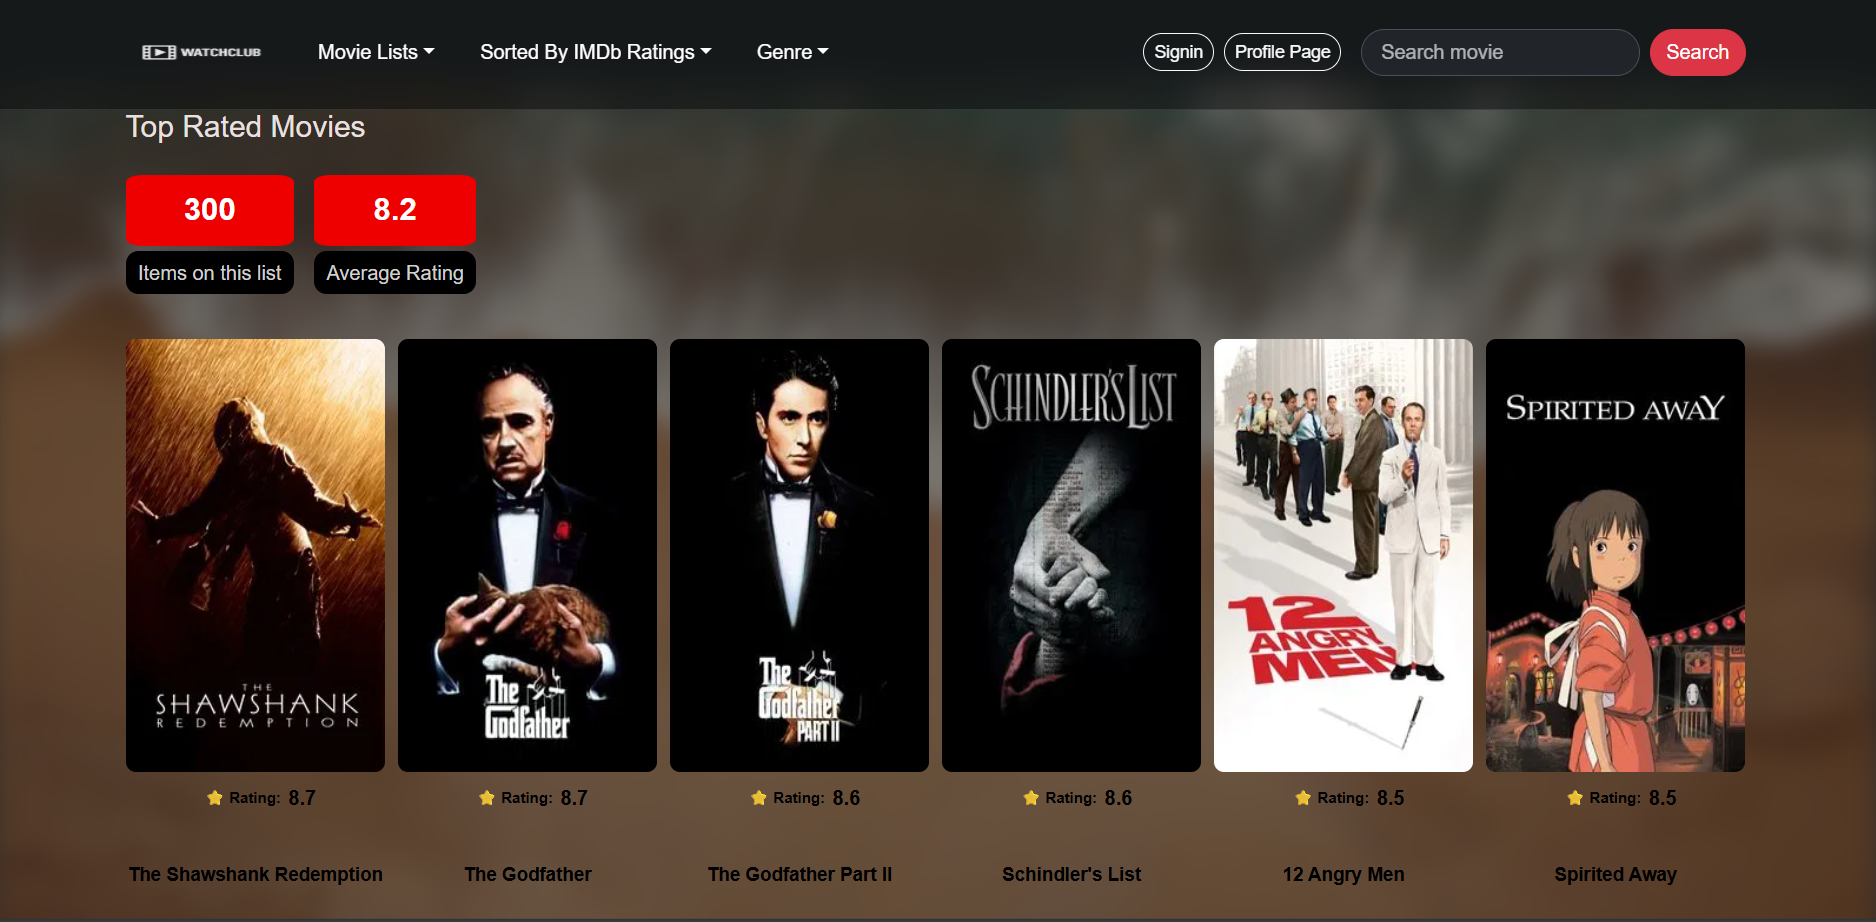 WATCHCLUB
Movie Lists
Sorted By IMDb Ratings
Genre
Signin
Profile Page
Search movie
Search
Top Rated Movies
300
Items on this list
8.2
Average Rating
THE
SHAWSHANK
REDEMPTION
The
Godfather
The
Godfather
PART II
SCHINDLER'S LIST
12
ANGRY
MEN
SPIRITED AWAY
Rating: 8.7
Rating: 8.7
Rating: 8.6
Rating: 8.6
Rating: 8.5
Rating: 8.5
The Shawshank Redemption
The Godfather
The Godfather Part II
Schindler's List
12 Angry Men
Spirited Away